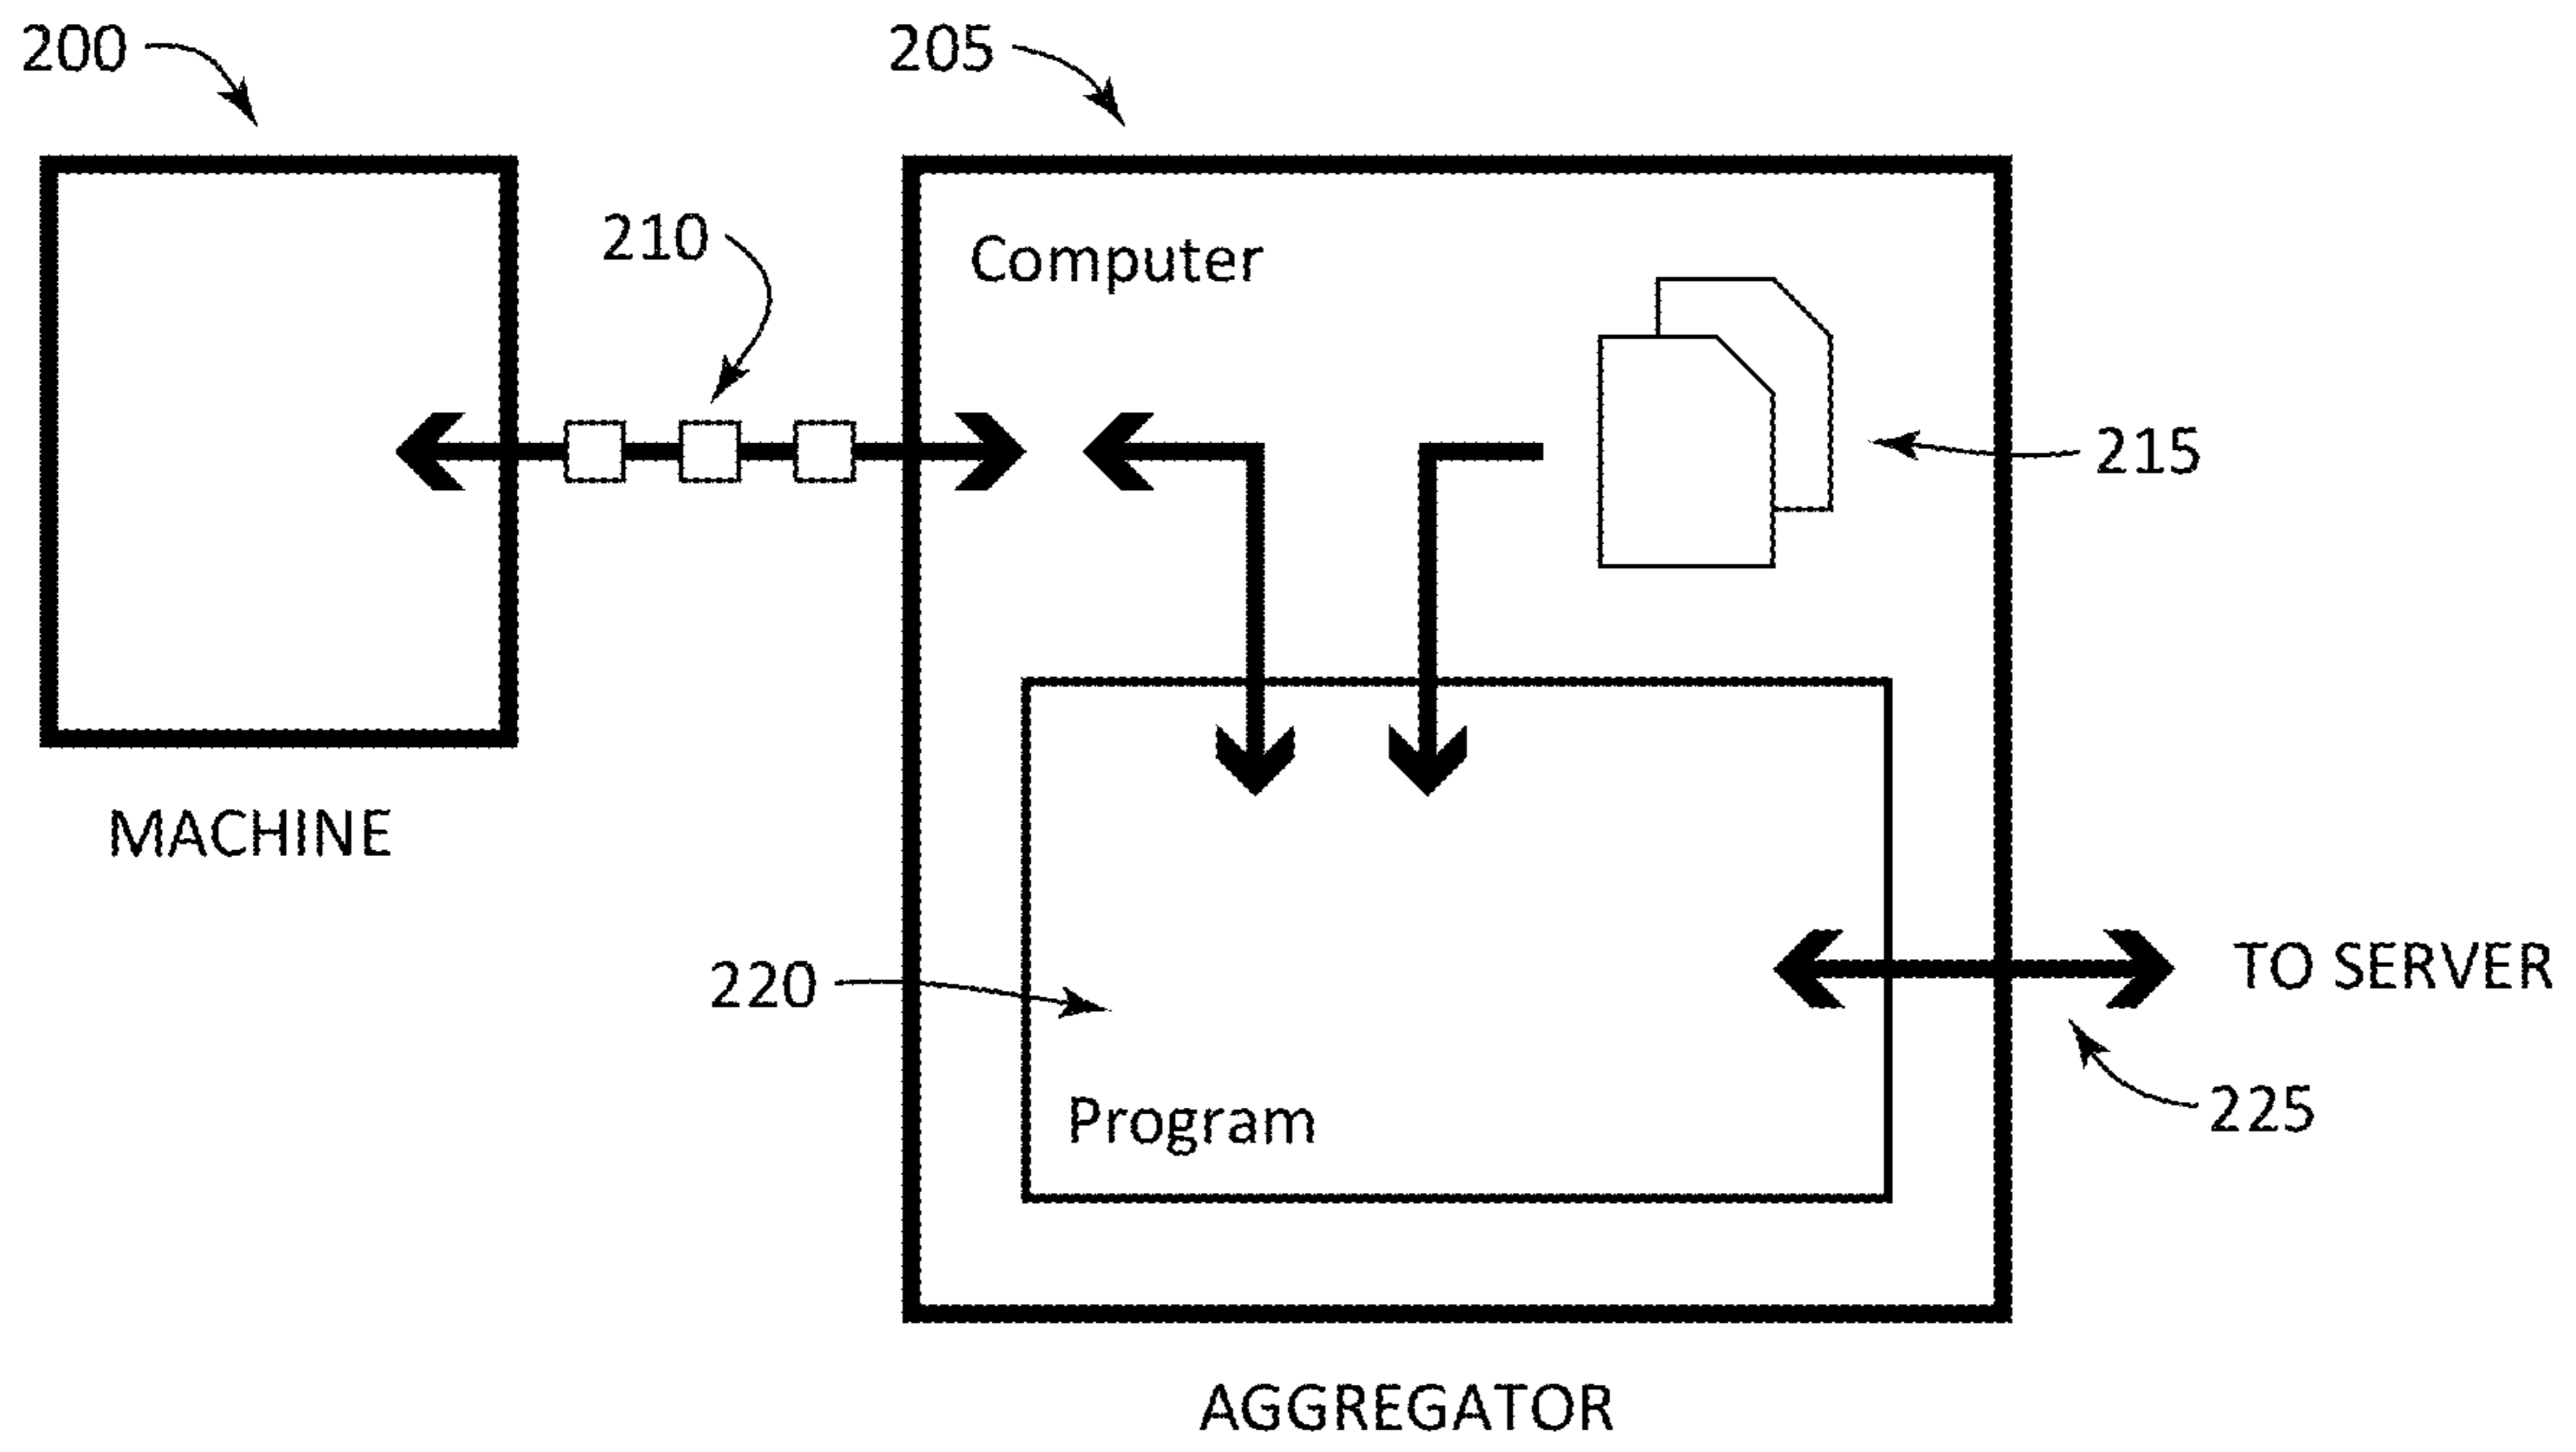 200
205
210
Computer
215
MACHINE
220
TO SERVER
225
Program
AGGREGATOR